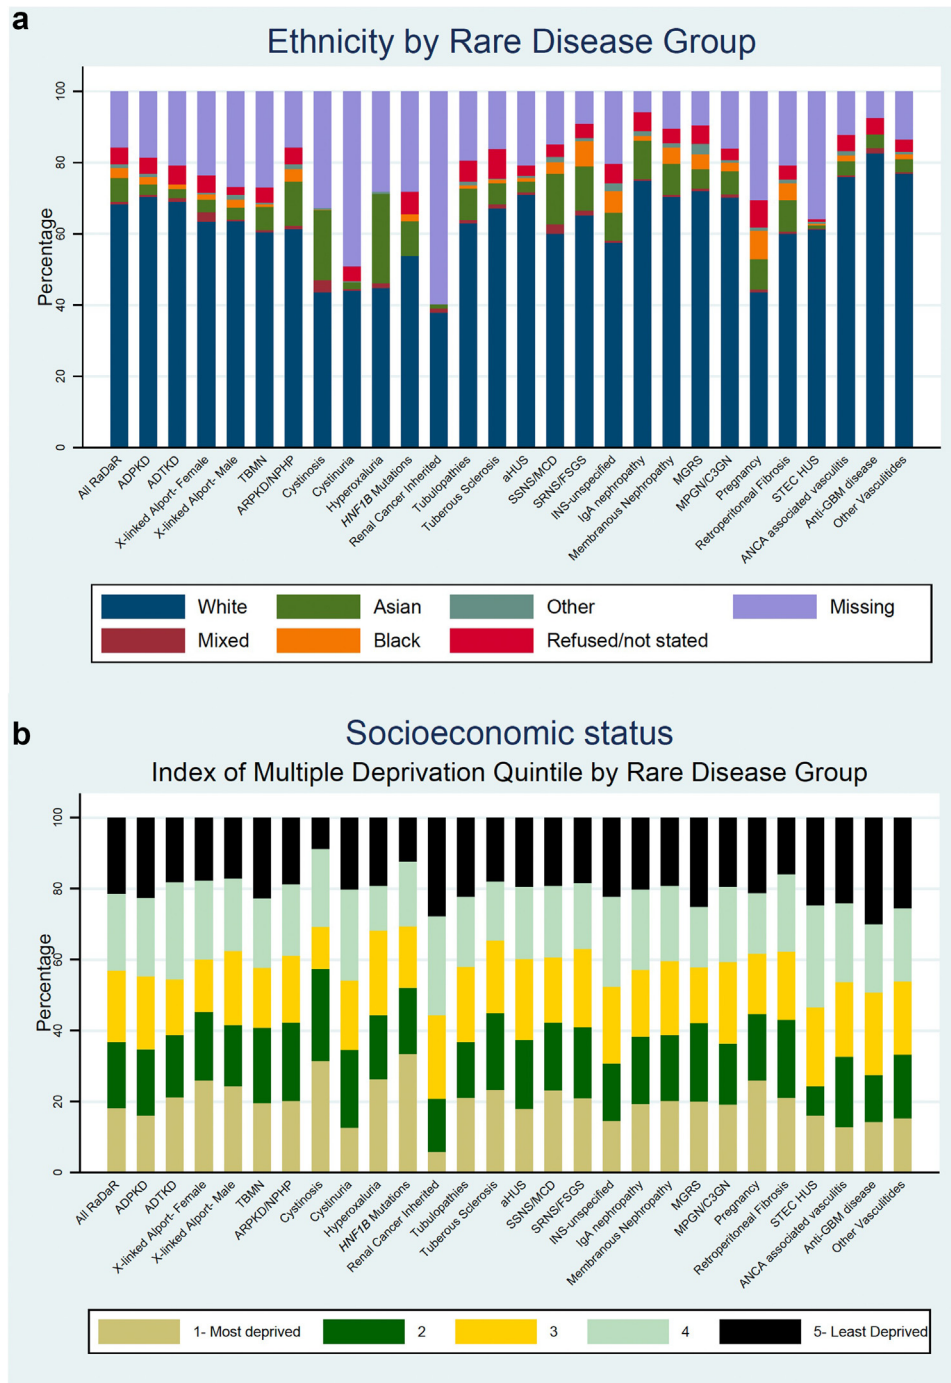 a
Ethnicity by Rare Disease Group
Percentage
100
80
60
40
20
0
All RaDaR
ADPKD
ADTKD
X-linked Alport- Female
X-linked Alport- Male
TBMN
ARPKD/NPHP
Cystinosis
Cystinuria
Hyperoxaluria
HNF1B Mutations
Renal Cancer Inherited
Tubulopathies
Tuberous Sclerosis
aHUS
SSNS/MCD
SRNS/FSGS
INS-unspecified
IgA nephropathy
Membranous Nephropathy
MGRS
MPGN/C3GN
Pregnancy
Retroperitoneal Fibrosis
STEC HUS
ANCA associated vasculitis
Anti-GBM disease
Other Vasculitides
White Asian Other Missing
Mixed Black Refused/not stated
b
Socioeconomic status
Index of Multiple Deprivation Quintile by Rare Disease Group
Percentage
100
80
60
40
20
0
All RaDaR
ADPKD
ADTKD
X-linked Alport- Female
X-linked Alport- Male
TBMN
ARPKD/NPHP
Cystinosis
Cystinuria
Hyperoxaluria
HNF1B Mutations
Renal Cancer Inherited
Tubulopathies
Tuberous Sclerosis
aHUS
SSNS/MCD
SRNS/FSGS
INS-unspecified
IgA nephropathy
Membranous Nephropathy
MGRS
MPGN/C3GN
Pregnancy
Retroperitoneal Fibrosis
STEC HUS
ANCA associated vasculitis
Anti-GBM disease
Other Vasculitides
1- Most deprived 2 3 4 5- Least Deprived